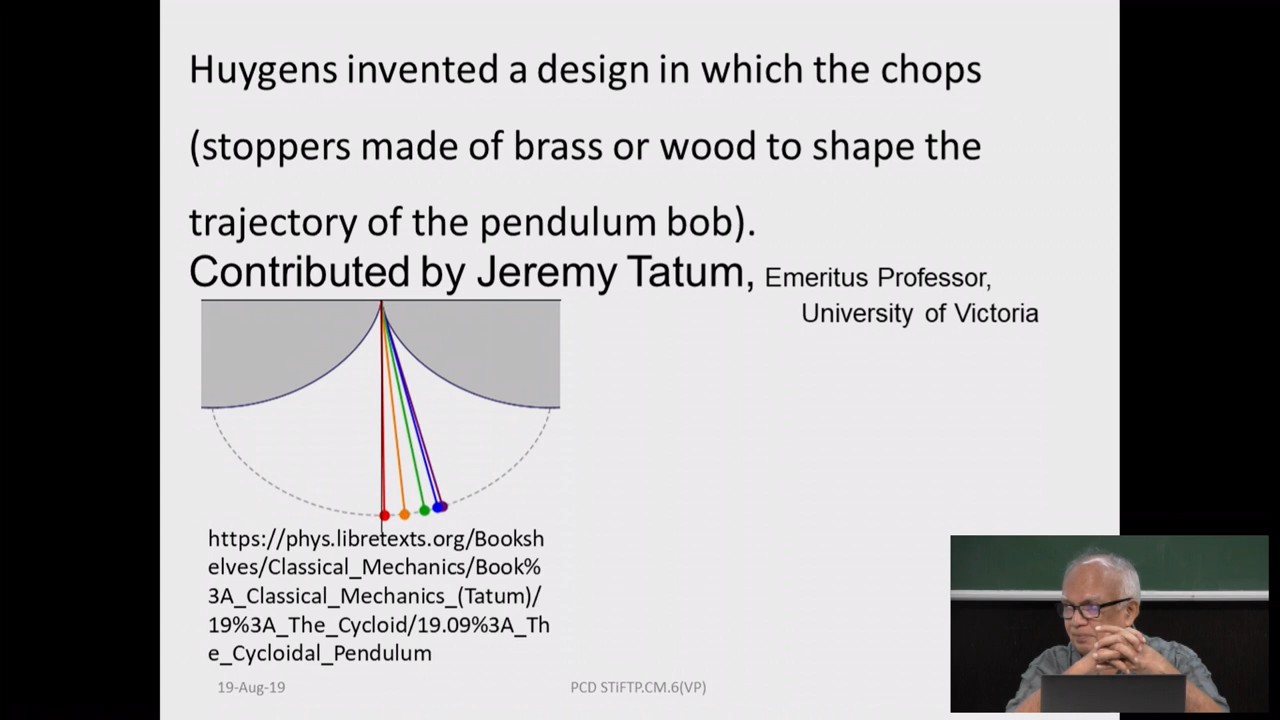 Huygens invented a design in which the chops
(stoppers made of brass or wood to shape the
trajectory of the pendulum bob).
Contributed by Jeremy Tatum, Emeritus Professor,
University of Victoria
https://phys.libretexts.org/Booksh
elves/Classical_Mechanics/Book%
3A_Classical_Mechanics_(Tatum)/
19%3A_The_Cycloid/19.09%3A_Th
e_Cycloidal_Pendulum
19-Aug-19
PCD STiFTP.CM.6(VP)